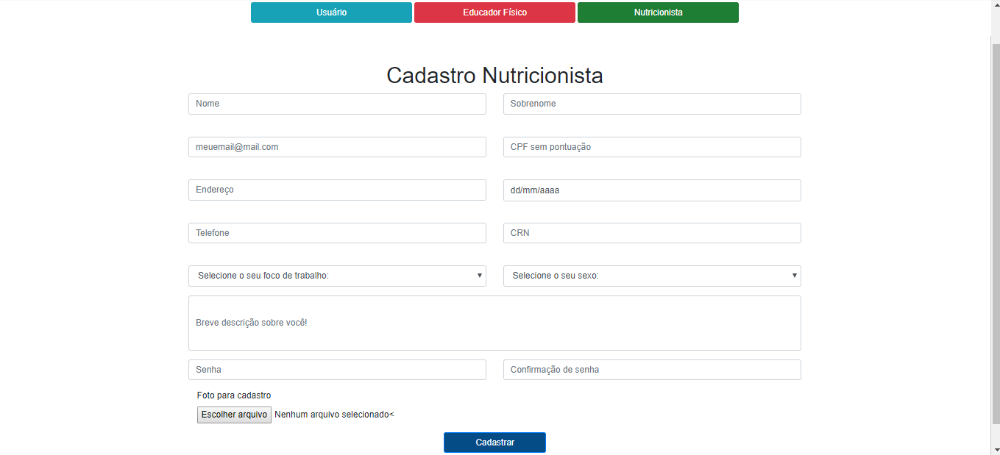 Usuário
Educador Físico
Nutricionista
Cadastro Nutricionista
Nome
Sobrenome
meuemail@mail.com
CPF sem pontuação
Endereço
dd/mm/aaaa
Telefone
CRN
Selecione o seu foco de trabalho:
Selecione o seu sexo:
Breve descrição sobre você!
Senha
Confirmação de senha
Foto para cadastro
Escolher arquivo Nenhum arquivo selecionado<
Cadastrar